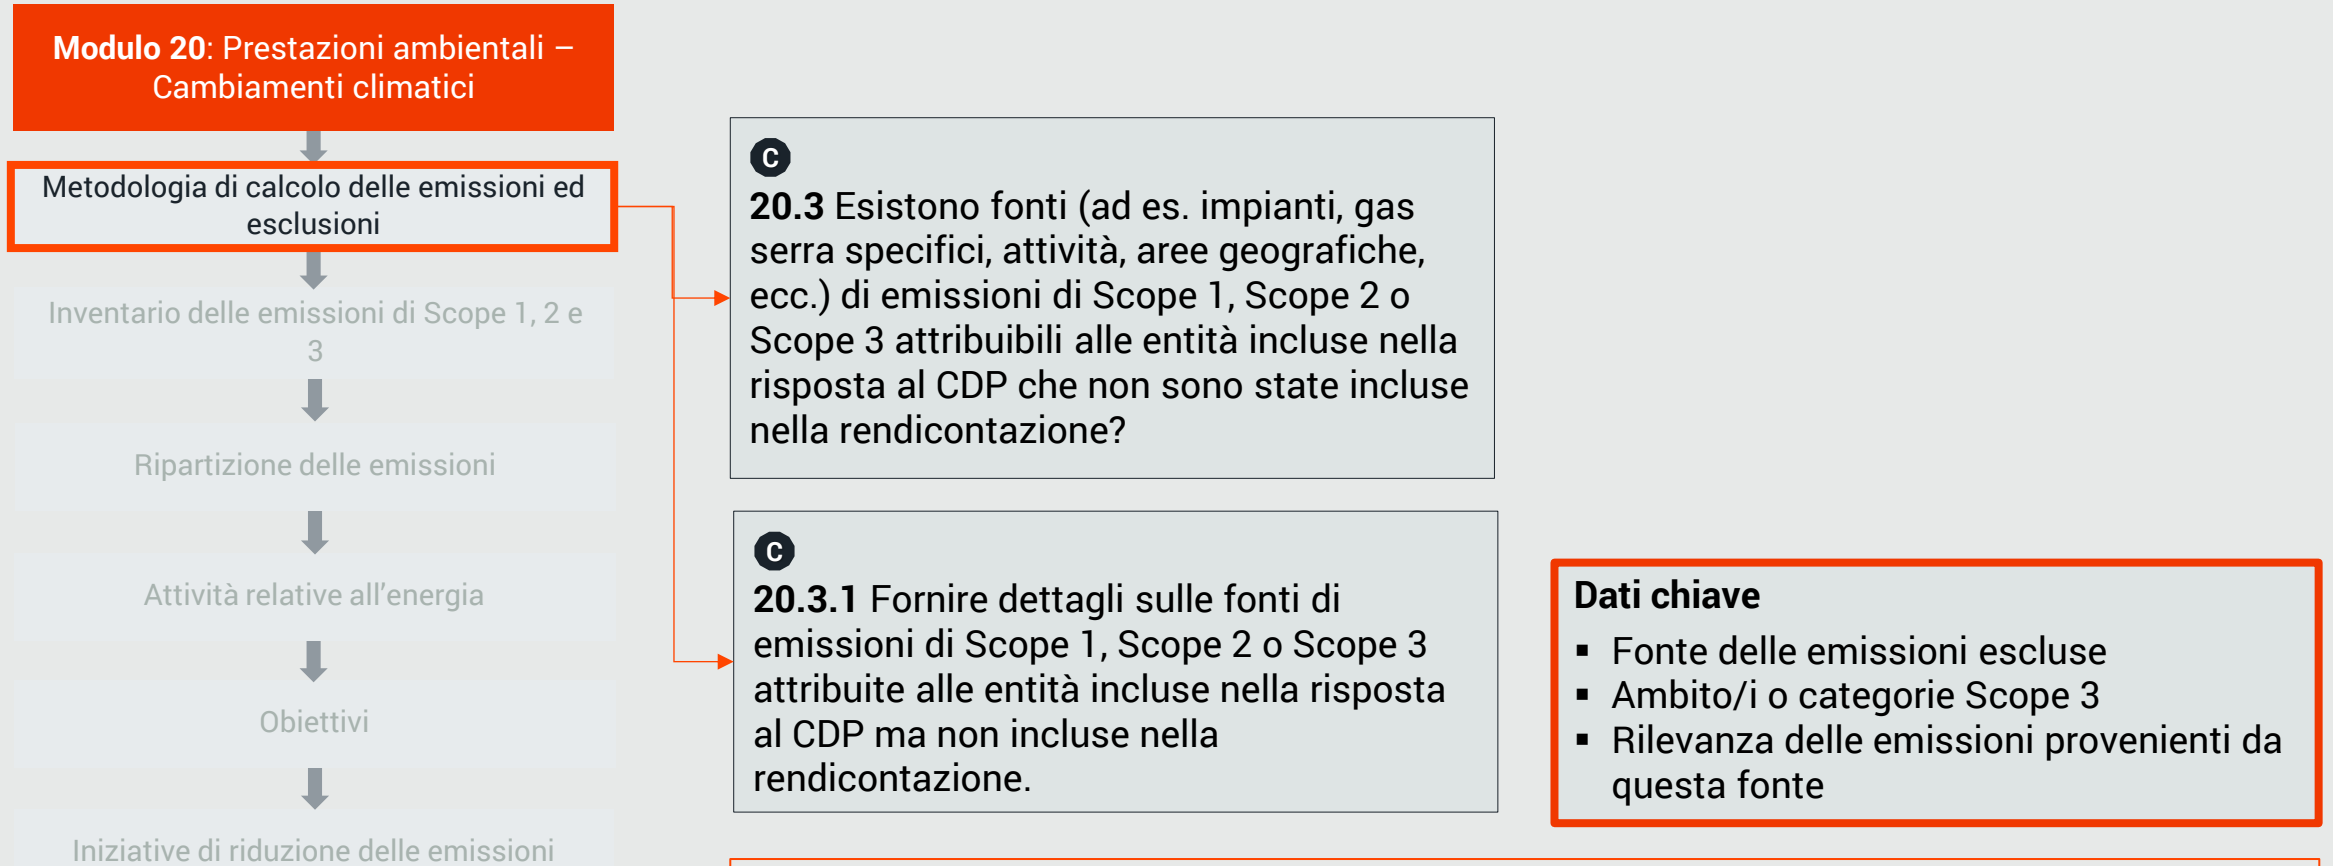 Modulo 20: Prestazioni ambientali –
Cambiamenti climatici
Metodologia di calcolo delle emissioni ed
esclusioni
Inventario delle emissioni di Scope 1, 2 e
3
Ripartizione delle emissioni
Attività relative all'energia
Obiettivi
Iniziative di riduzione delle emissioni
C
20.3 Esistono fonti (ad es. impianti, gas
serra specifici, attività, aree geografiche,
ecc.) di emissioni di Scope 1, Scope 2 o
Scope 3 attribuibili alle entità incluse nella
risposta al CDP che non sono state incluse
nella rendicontazione?
C
20.3.1 Fornire dettagli sulle fonti di
emissioni di Scope 1, Scope 2 o Scope 3
attribuite alle entità incluse nella risposta
al CDP ma non incluse nella
rendicontazione.
Dati chiave
▪ Fonte delle emissioni escluse
▪ Ambito/i o categorie Scope 3
▪ Rilevanza delle emissioni provenienti da
questa fonte